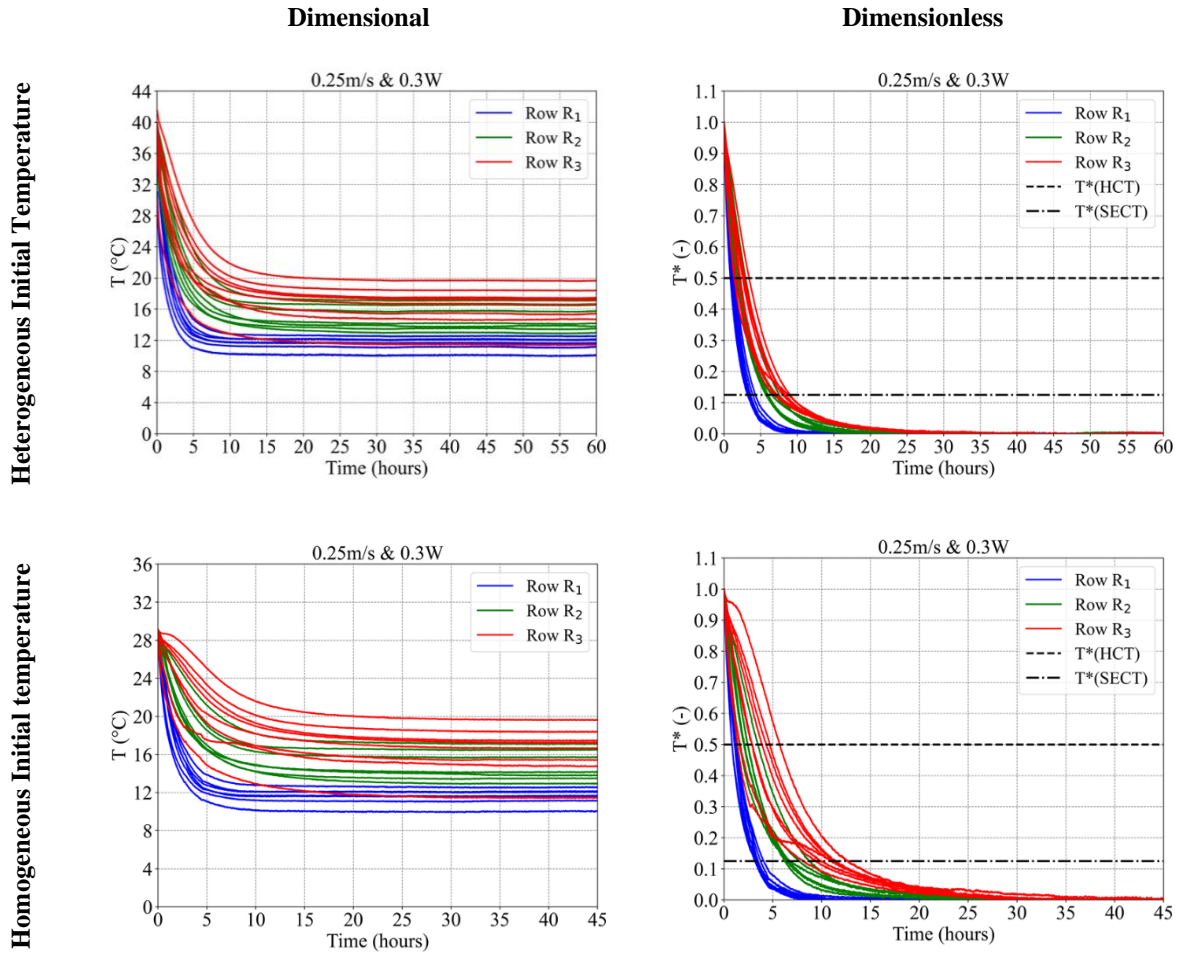 Dimensional
Dimensionless
Heterogeneous Initial Temperature
0.25m/s & 0.3W
44
40
36
32
28
24
20
16
12
8
4
0
T (°C)
0 5 10 15 20 25 30 35 40 45 50 55 60
Time (hours)
Row R₁
Row R₂
Row R₃
0.25m/s & 0.3W
1.1
1.0
0.9
0.8
0.7
0.6
0.5
0.4
0.3
0.2
0.1
0.0
T* (-)
0 5 10 15 20 25 30 35 40 45 50 55 60
Time (hours)
Row R₁
Row R₂
Row R₃
T*(HCT)
T*(SECT)
Homogeneous Initial temperature
0.25m/s & 0.3W
36
32
28
24
20
16
12
8
4
0
T (°C)
0 5 10 15 20 25 30 35 40 45
Time (hours)
Row R₁
Row R₂
Row R₃
0.25m/s & 0.3W
1.1
1.0
0.9
0.8
0.7
0.6
0.5
0.4
0.3
0.2
0.1
0.0
T* (-)
0 5 10 15 20 25 30 35 40 45
Time (hours)
Row R₁
Row R₂
Row R₃
T*(HCT)
T*(SECT)